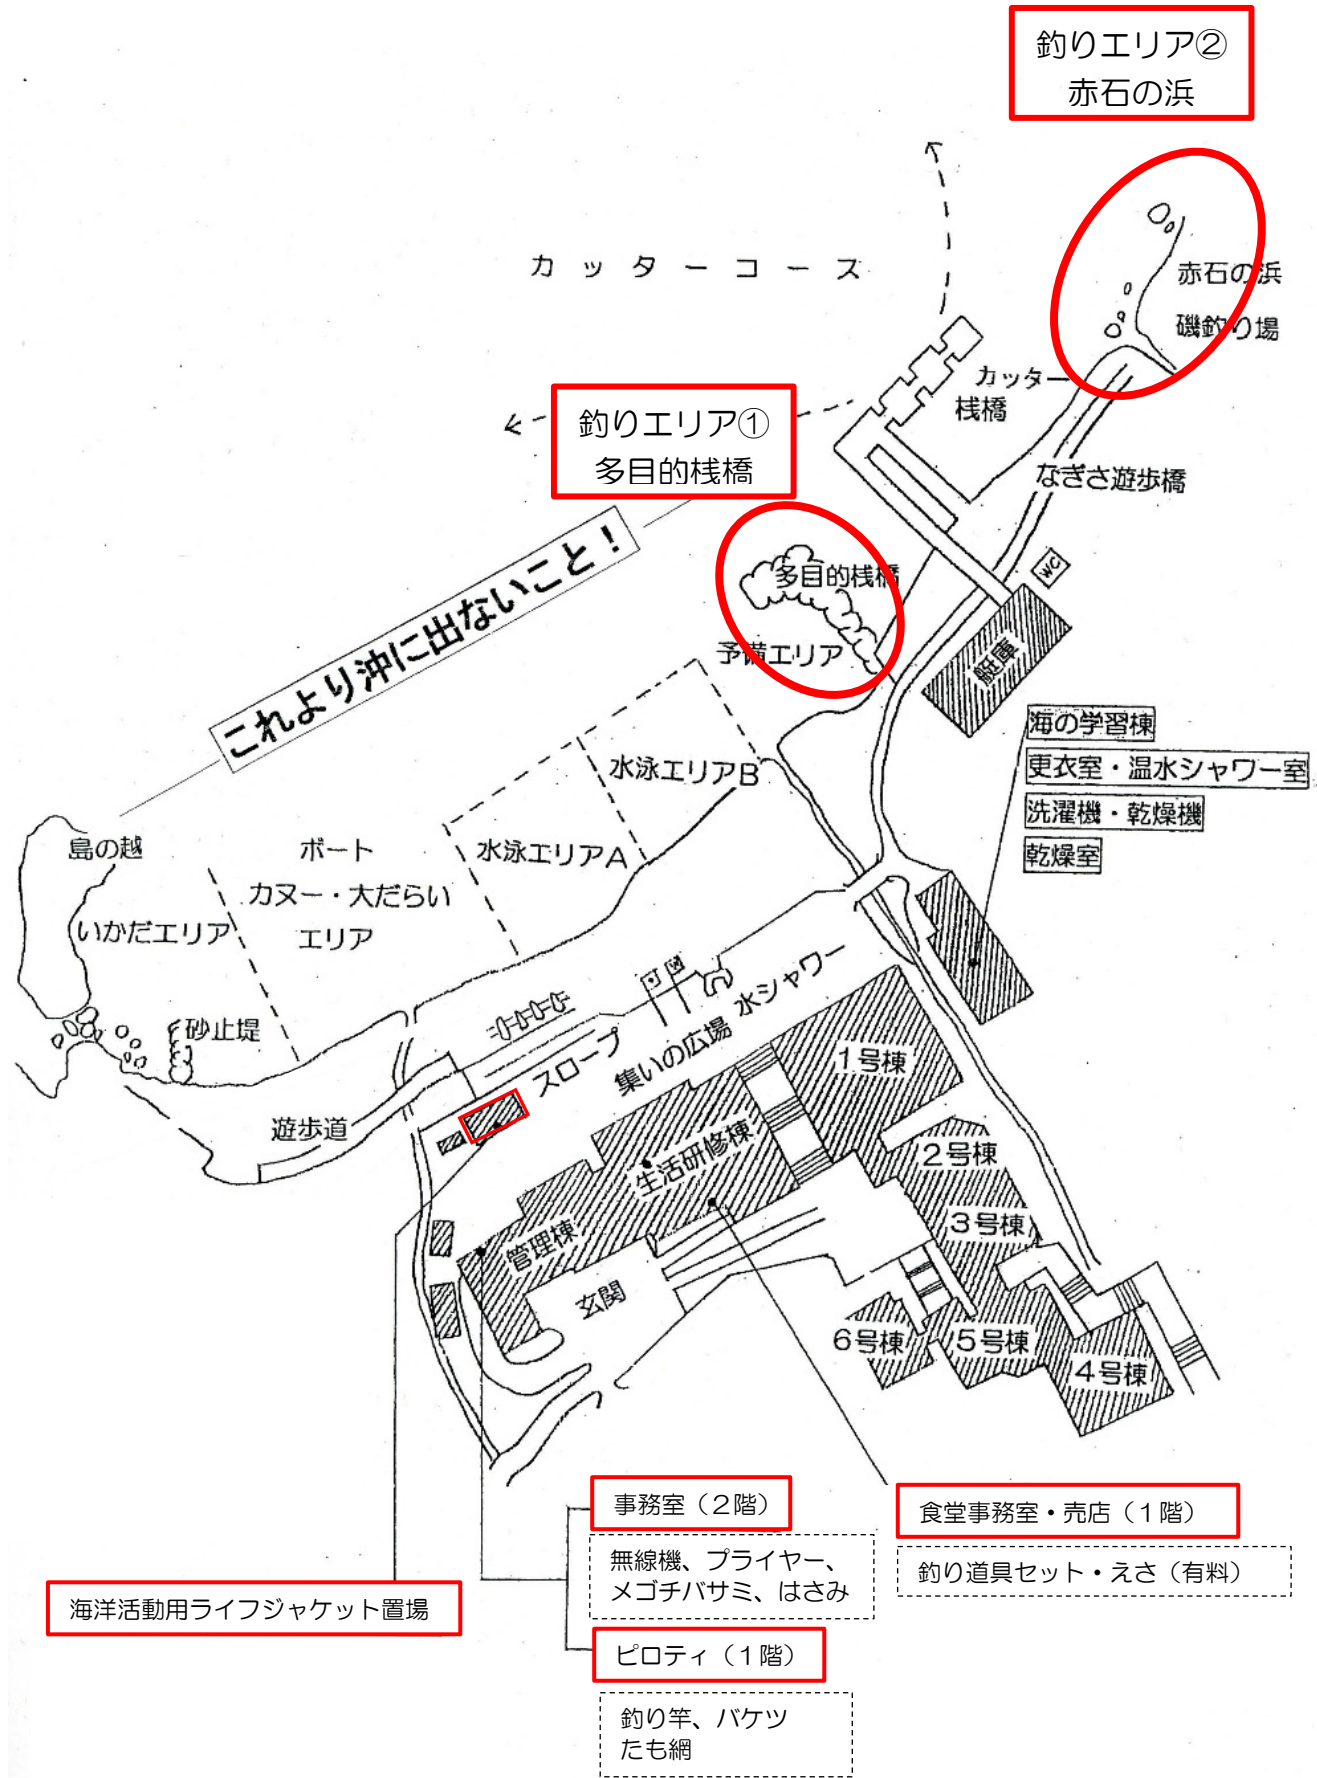 釣りエリア②
赤石の浜
カッターコース
赤石の浜
磯釣り場
カッター
桟橋
釣りエリア①
多目的桟橋
なぎさ遊歩橋
これより沖に出ないこと！
多目的桟橋
WC
予備エリア
艇庫
海の学習棟
更衣室・温水シャワー室
洗濯機・乾燥機
乾燥室
水泳エリアB
水泳エリアA
島の越
ボート
カヌー・大だらい
エリア
いかだエリア
砂止堤
水シャワー
集いの広場
スロープ
遊歩道
1号棟
2号棟
3号棟
生活研修棟
管理棟
玄関
6号棟
5号棟
4号棟
事務室（２階）
無線機、プライヤー、
メゴチバサミ、はさみ
食堂事務室・売店（１階）
釣り道具セット・えさ（有料）
海洋活動用ライフジャケット置場
ピロティ（１階）
釣り竿、バケツ
たも網